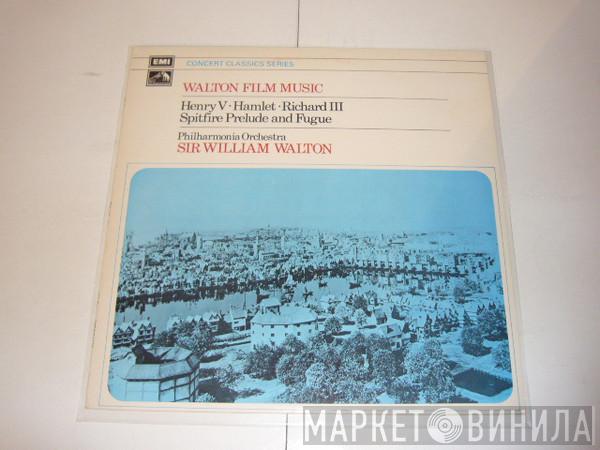 EMI
CONCERT CLASSICS SERIES
WALTON FILM MUSIC
Henry V · Hamlet · Richard III
Spitfire Prelude and Fugue
Philharmonia Orchestra
SIR WILLIAM WALTON
МАРКЕТ ВИНИЛА